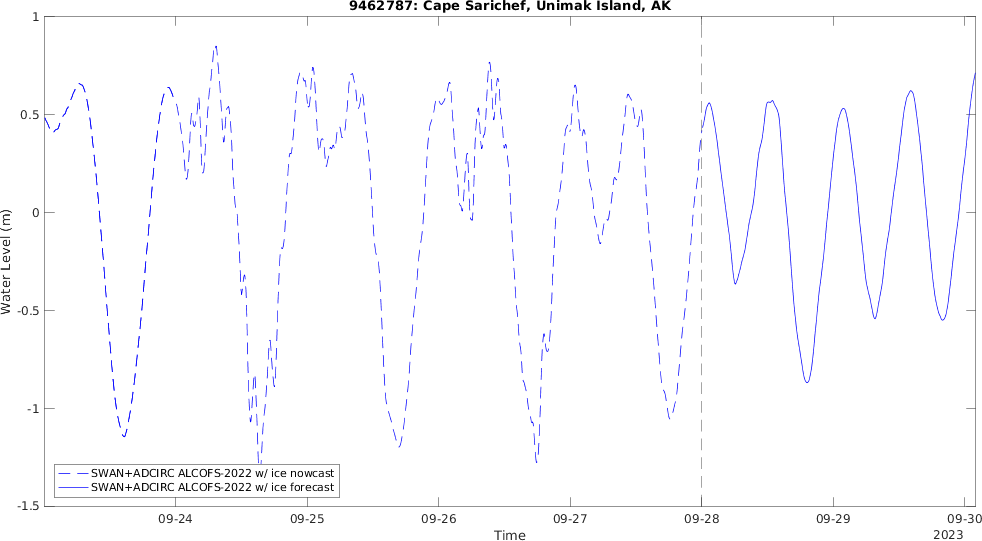 9462787: Cape Sarichef, Unimak Island, AK
1
0.5
0
-0.5
-1
-1.5
Water Level (m)
SWAN+ADCIRC ALCOFS-2022 w/ ice nowcast
SWAN+ADCIRC ALCOFS-2022 w/ ice forecast
09-24 09-25 09-26 09-27 09-28 09-29 09-30
Time
2023